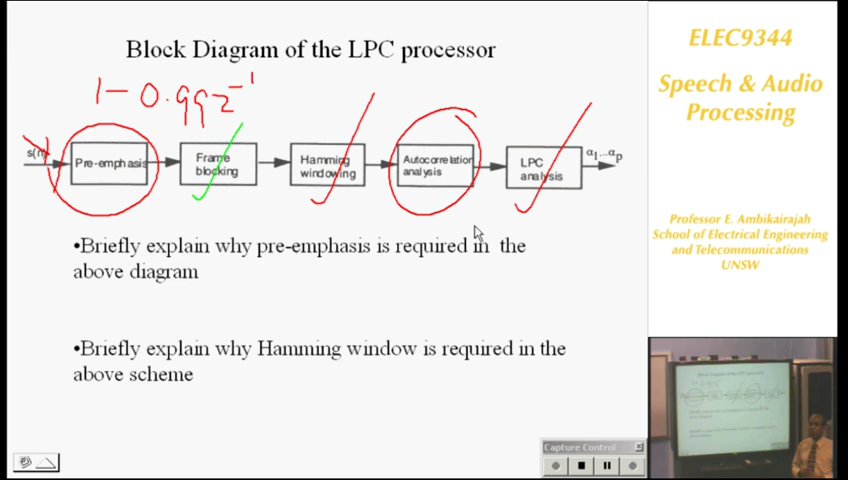 Block Diagram of the LPC processor
1 - 0.99z⁻¹
s(n)
Pre-emphasis
Frame
blocking
Hamming
windowing
Autocorrelation
analysis
LPC
analysis
α1...αp
•Briefly explain why pre-emphasis is required in the
above diagram
•Briefly explain why Hamming window is required in the
above scheme
ELEC9344
Speech & Audio
Processing
Professor E. Ambikairajah
School of Electrical Engineering
and Telecommunications
UNSW
Capture Control